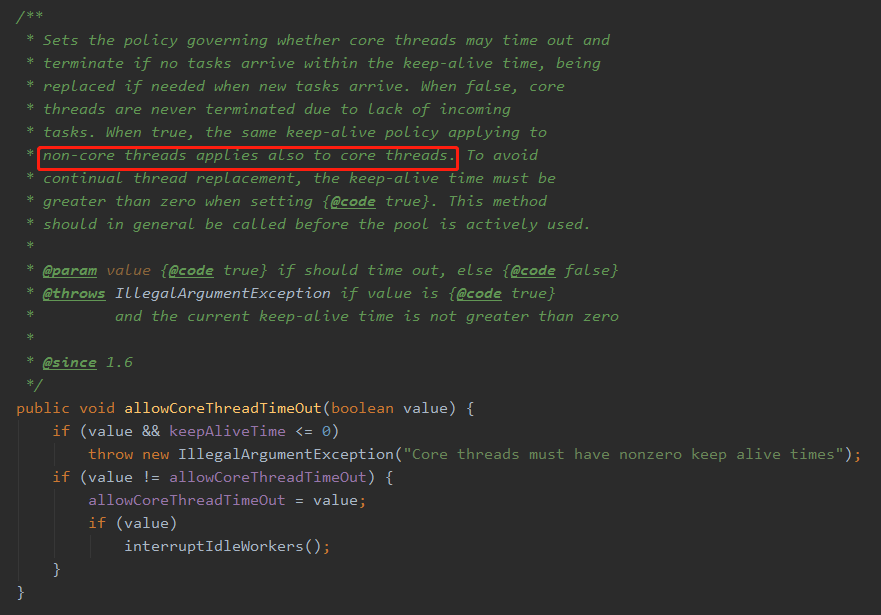 /**
 * Sets the policy governing whether core threads may time out and
 * terminate if no tasks arrive within the keep-alive time, being
 * replaced if needed when new tasks arrive. When false, core
 * threads are never terminated due to lack of incoming
 * tasks. When true, the same keep-alive policy applying to
 * non-core threads applies also to core threads. To avoid
 * continual thread replacement, the keep-alive time must be
 * greater than zero when setting {@code true}. This method
 * should in general be called before the pool is actively used.
 *
 * @param value {@code true} if should time out, else {@code false}
 * @throws IllegalArgumentException if value is {@code true}
 *         and the current keep-alive time is not greater than zero
 *
 * @since 1.6
 */
public void allowCoreThreadTimeOut(boolean value) {
    if (value && keepAliveTime <= 0)
        throw new IllegalArgumentException("Core threads must have nonzero keep alive times");
    if (value != allowCoreThreadTimeOut) {
        allowCoreThreadTimeOut = value;
        if (value)
            interruptIdleWorkers();
    }
}